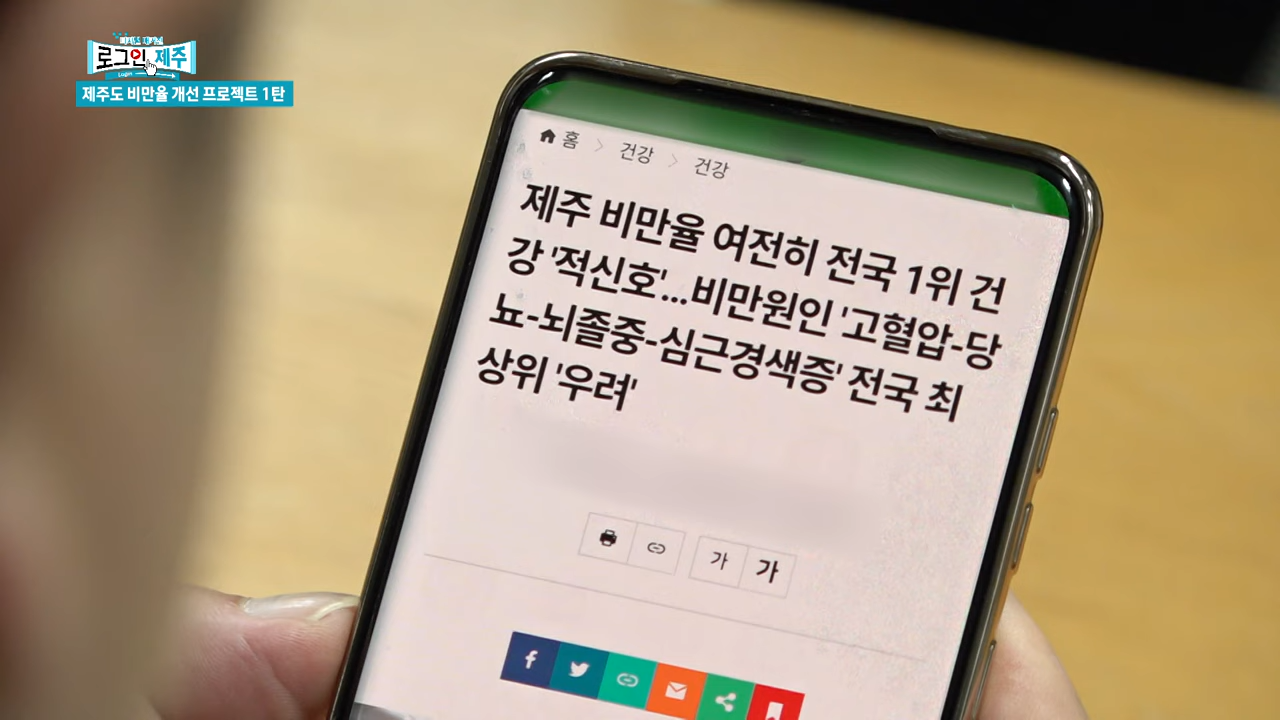 로그인 제주
Login
제주도 비만율 개선 프로젝트 1탄
홈 > 건강 > 건강
제주 비만율 여전히 전국 1위 건
강 '적신호'...비만원인 '고혈압-당
뇨-뇌졸중-심근경색증' 전국 최
상위 '우려'
가 가